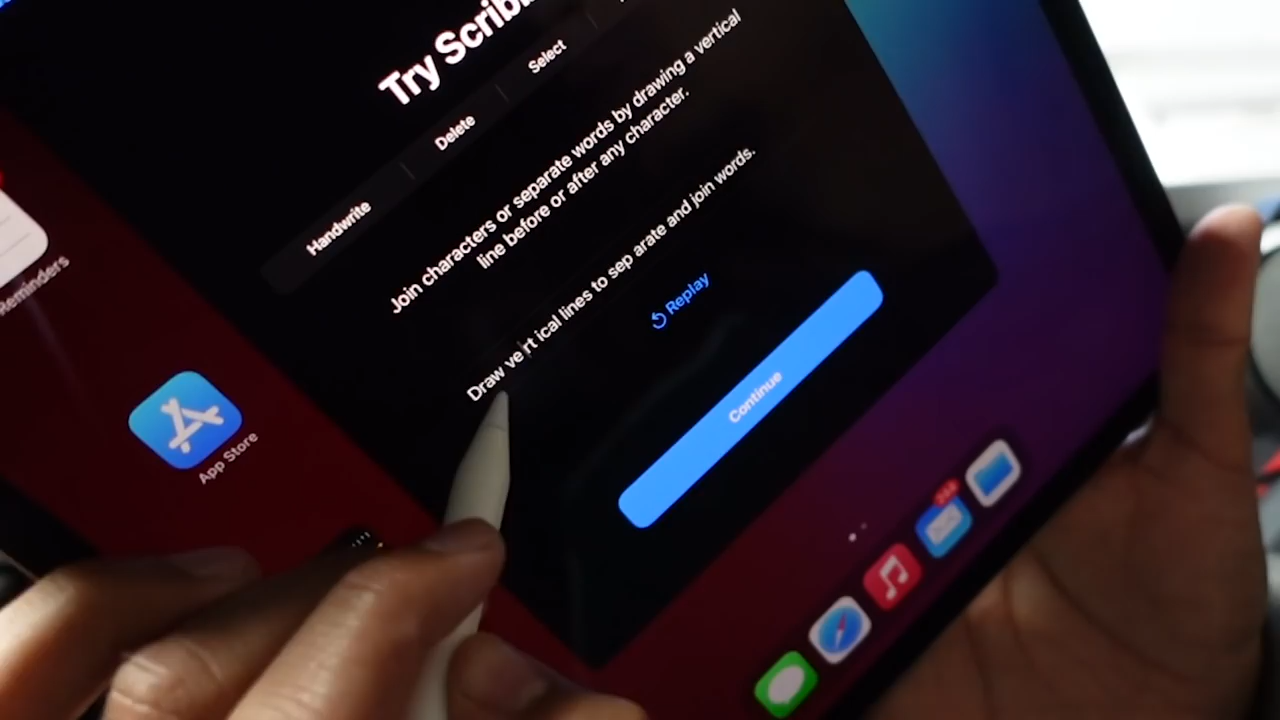 Try
Handwrite
Delete
Select
Join characters or separate words by drawing a vertical
line before or after any character.
Draw ve rt ical lines to sep arate and join words.
Replay
Continue
Reminders
App Store